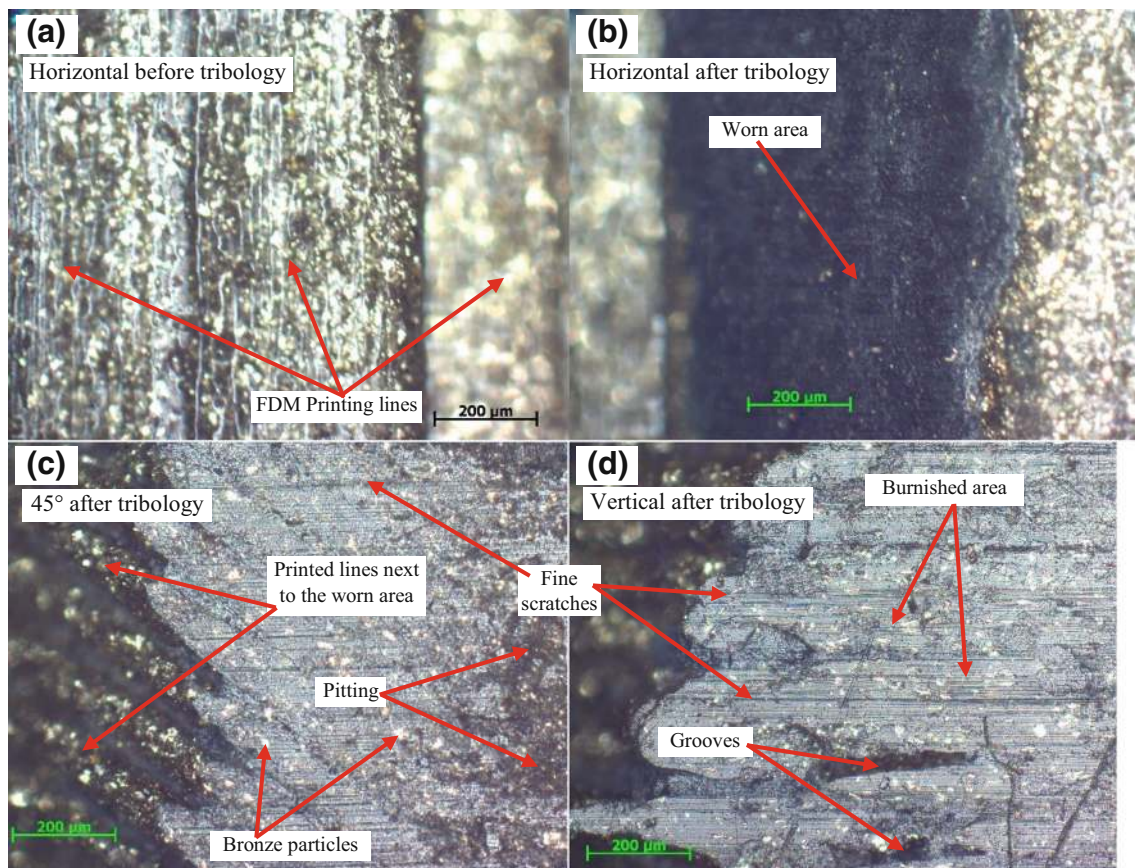 (a)
Horizontal before tribology
FDM Printing lines
200 µm
(b)
Horizontal after tribology
Worn area
200 µm
(c)
45° after tribology
Printed lines next
to the worn area
Fine
scratches
Pitting
Bronze particles
200 µm
(d)
Vertical after tribology
Burnished area
Grooves
200 µm